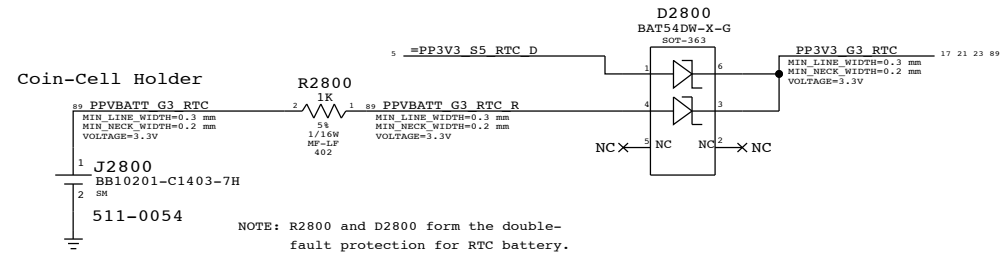 D2800
BAT54DW-X-G
SOT-363
5 =PP3V3_S5_RTC_D
PP3V3_G3_RTC 17 21 23 89
MIN_LINE_WIDTH=0.3 mm
MIN_NECK_WIDTH=0.2 mm
VOLTAGE=3.3V
1 6
Coin-Cell Holder
R2800
1K
89 PPVBATT_G3_RTC
2 1
89 PPVBATT_G3_RTC_R
4 3
MIN_LINE_WIDTH=0.3 mm
MIN_NECK_WIDTH=0.2 mm
VOLTAGE=3.3V
5%
1/16W
MF-LF
402
MIN_LINE_WIDTH=0.3 mm
MIN_NECK_WIDTH=0.2 mm
VOLTAGE=3.3V
NC 5 NC NC 2 NC
1 J2800
BB10201-C1403-7H
2 SM
511-0054
NOTE: R2800 and D2800 form the double-
fault protection for RTC battery.